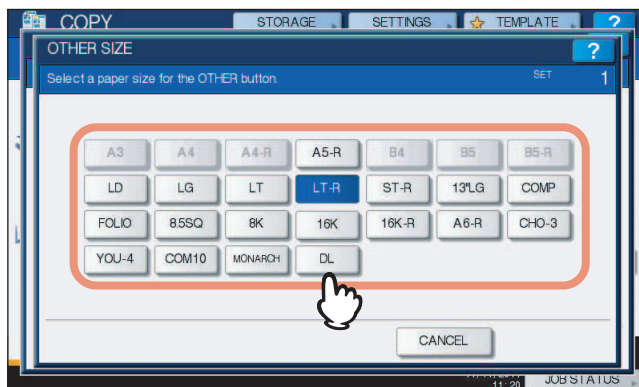 COPY STORAGE SETTINGS TEMPLATE ?
OTHER SIZE ?
Select a paper size for the OTHER button. SET 1
A3 A4 A4-R A5-R B4 B5 B5-R
LD LG LT LT-R ST-R 13"LG COMP
FOLIO 8.5SQ 8K 16K 16K-R A6-R CHO-3
YOU-4 COM10 MONARCH DL
CANCEL
11:20 JOB STATUS